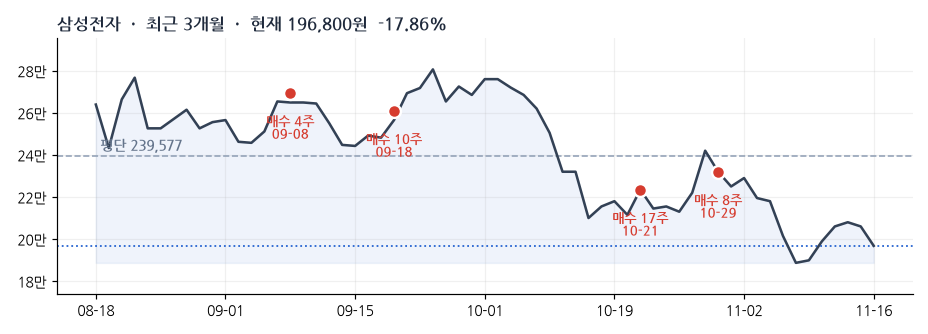 삼성전자 · 최근 3개월 · 현재 196,800원 -17.86%
28만
26만
24만
22만
20만
18만
평단 239,577
매수 4주
09-08
매수 10주
09-18
매수 17주
10-21
매수 8주
10-29
08-18
09-01
09-15
10-01
10-19
11-02
11-16